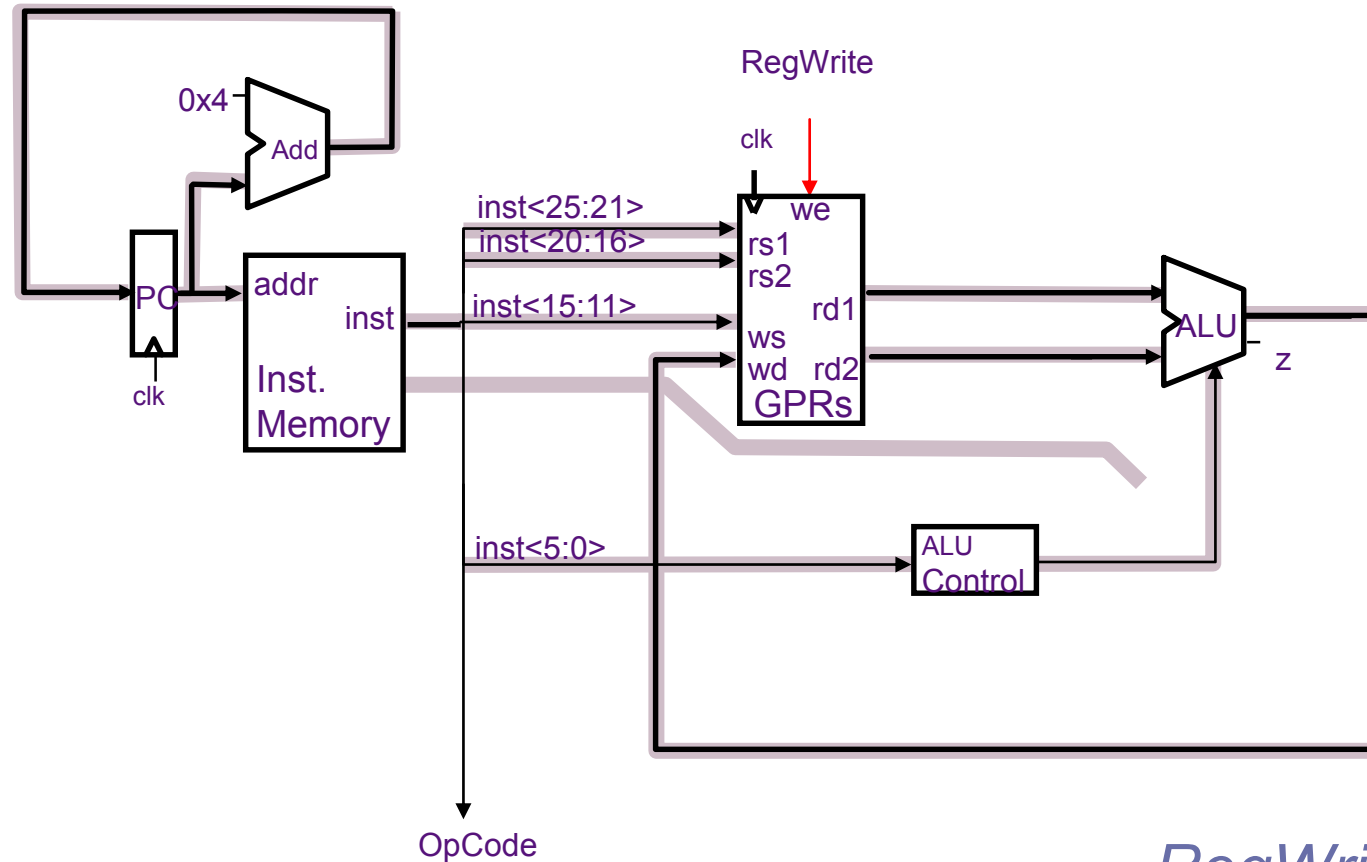 RegWrite
0x4
Add
clk
inst<25:21>
we
inst<20:16>
rs1
rs2
PC
addr
inst
inst<15:11>
rd1
ALU
ws
wd
rd2
z
clk
Inst.
Memory
GPRs
inst<5:0>
ALU
Control
OpCode
RegWri